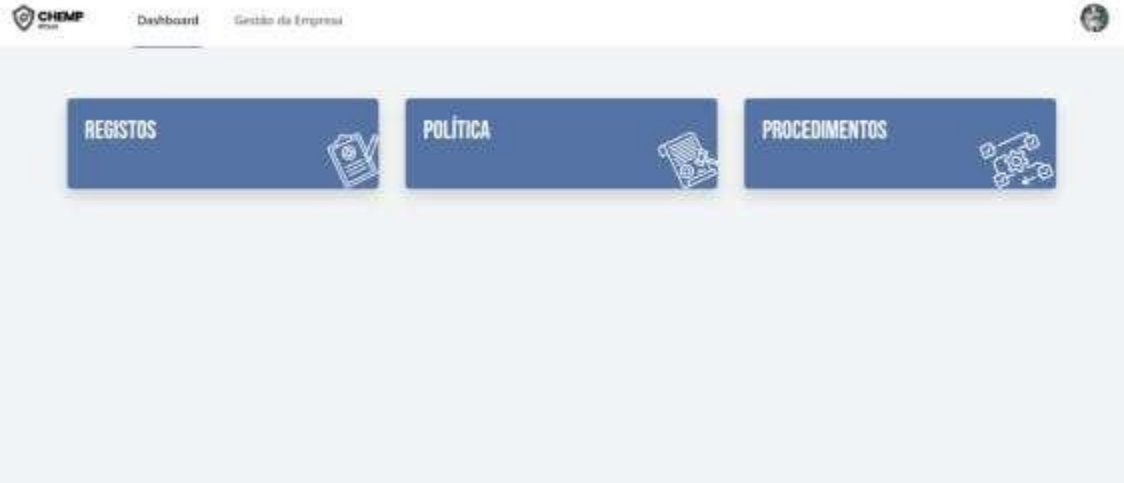 CHEMP
Dashboard
Gestão da Empresa
REGISTOS
POLÍTICA
PROCEDIMENTOS